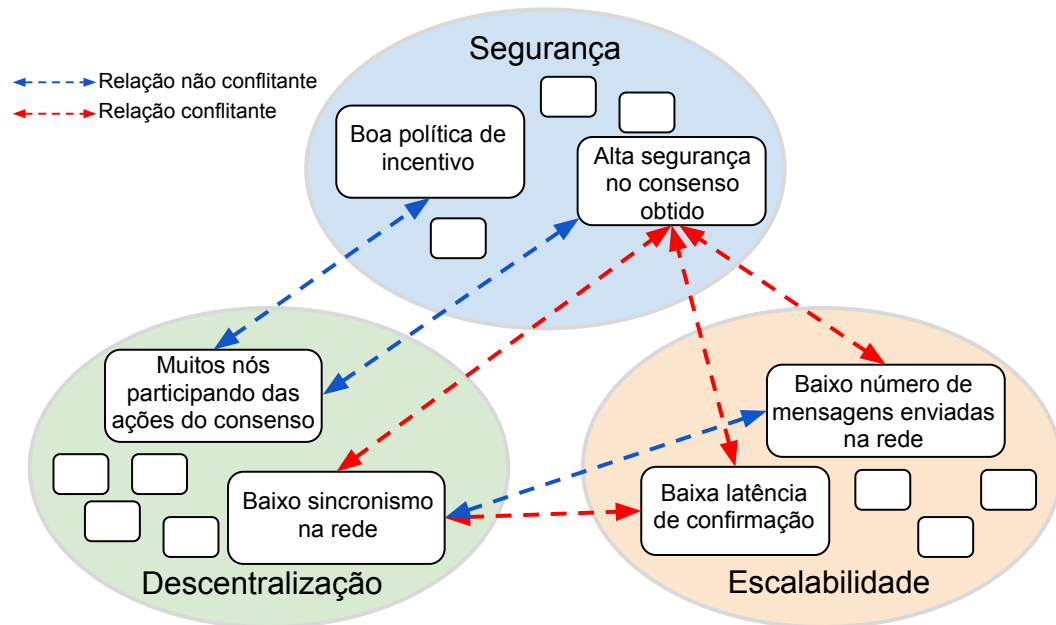 Segurança
Relação não conflitante
Relação conflitante
Boa política de
incentivo
Alta segurança
no consenso
obtido
Muitos nós
participando das
ações do consenso
Baixo número de
mensagens enviadas
na rede
Baixo sincronismo
na rede
Baixa latência
de confirmação
Descentralização
Escalabilidade